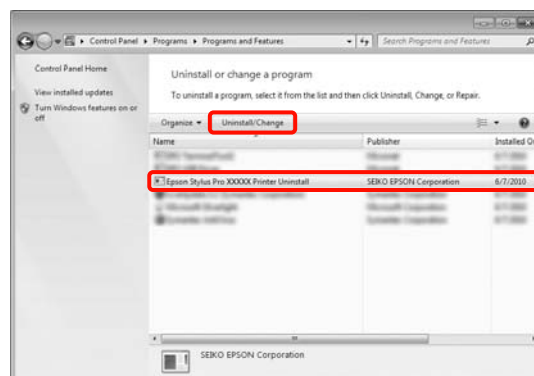 Control Panel ▸ Programs ▸ Programs and Features
Search Programs and Features
Control Panel Home
View installed updates
Turn Windows features on or
off
Uninstall or change a program
To uninstall a program, select it from the list and then click Uninstall, Change, or Repair.
Organize
Uninstall/Change
Name Publisher Installed O
Epson Stylus Pro XXXXX Printer Uninstall SEIKO EPSON Corporation 6/7/2010
SEIKO EPSON Corporation